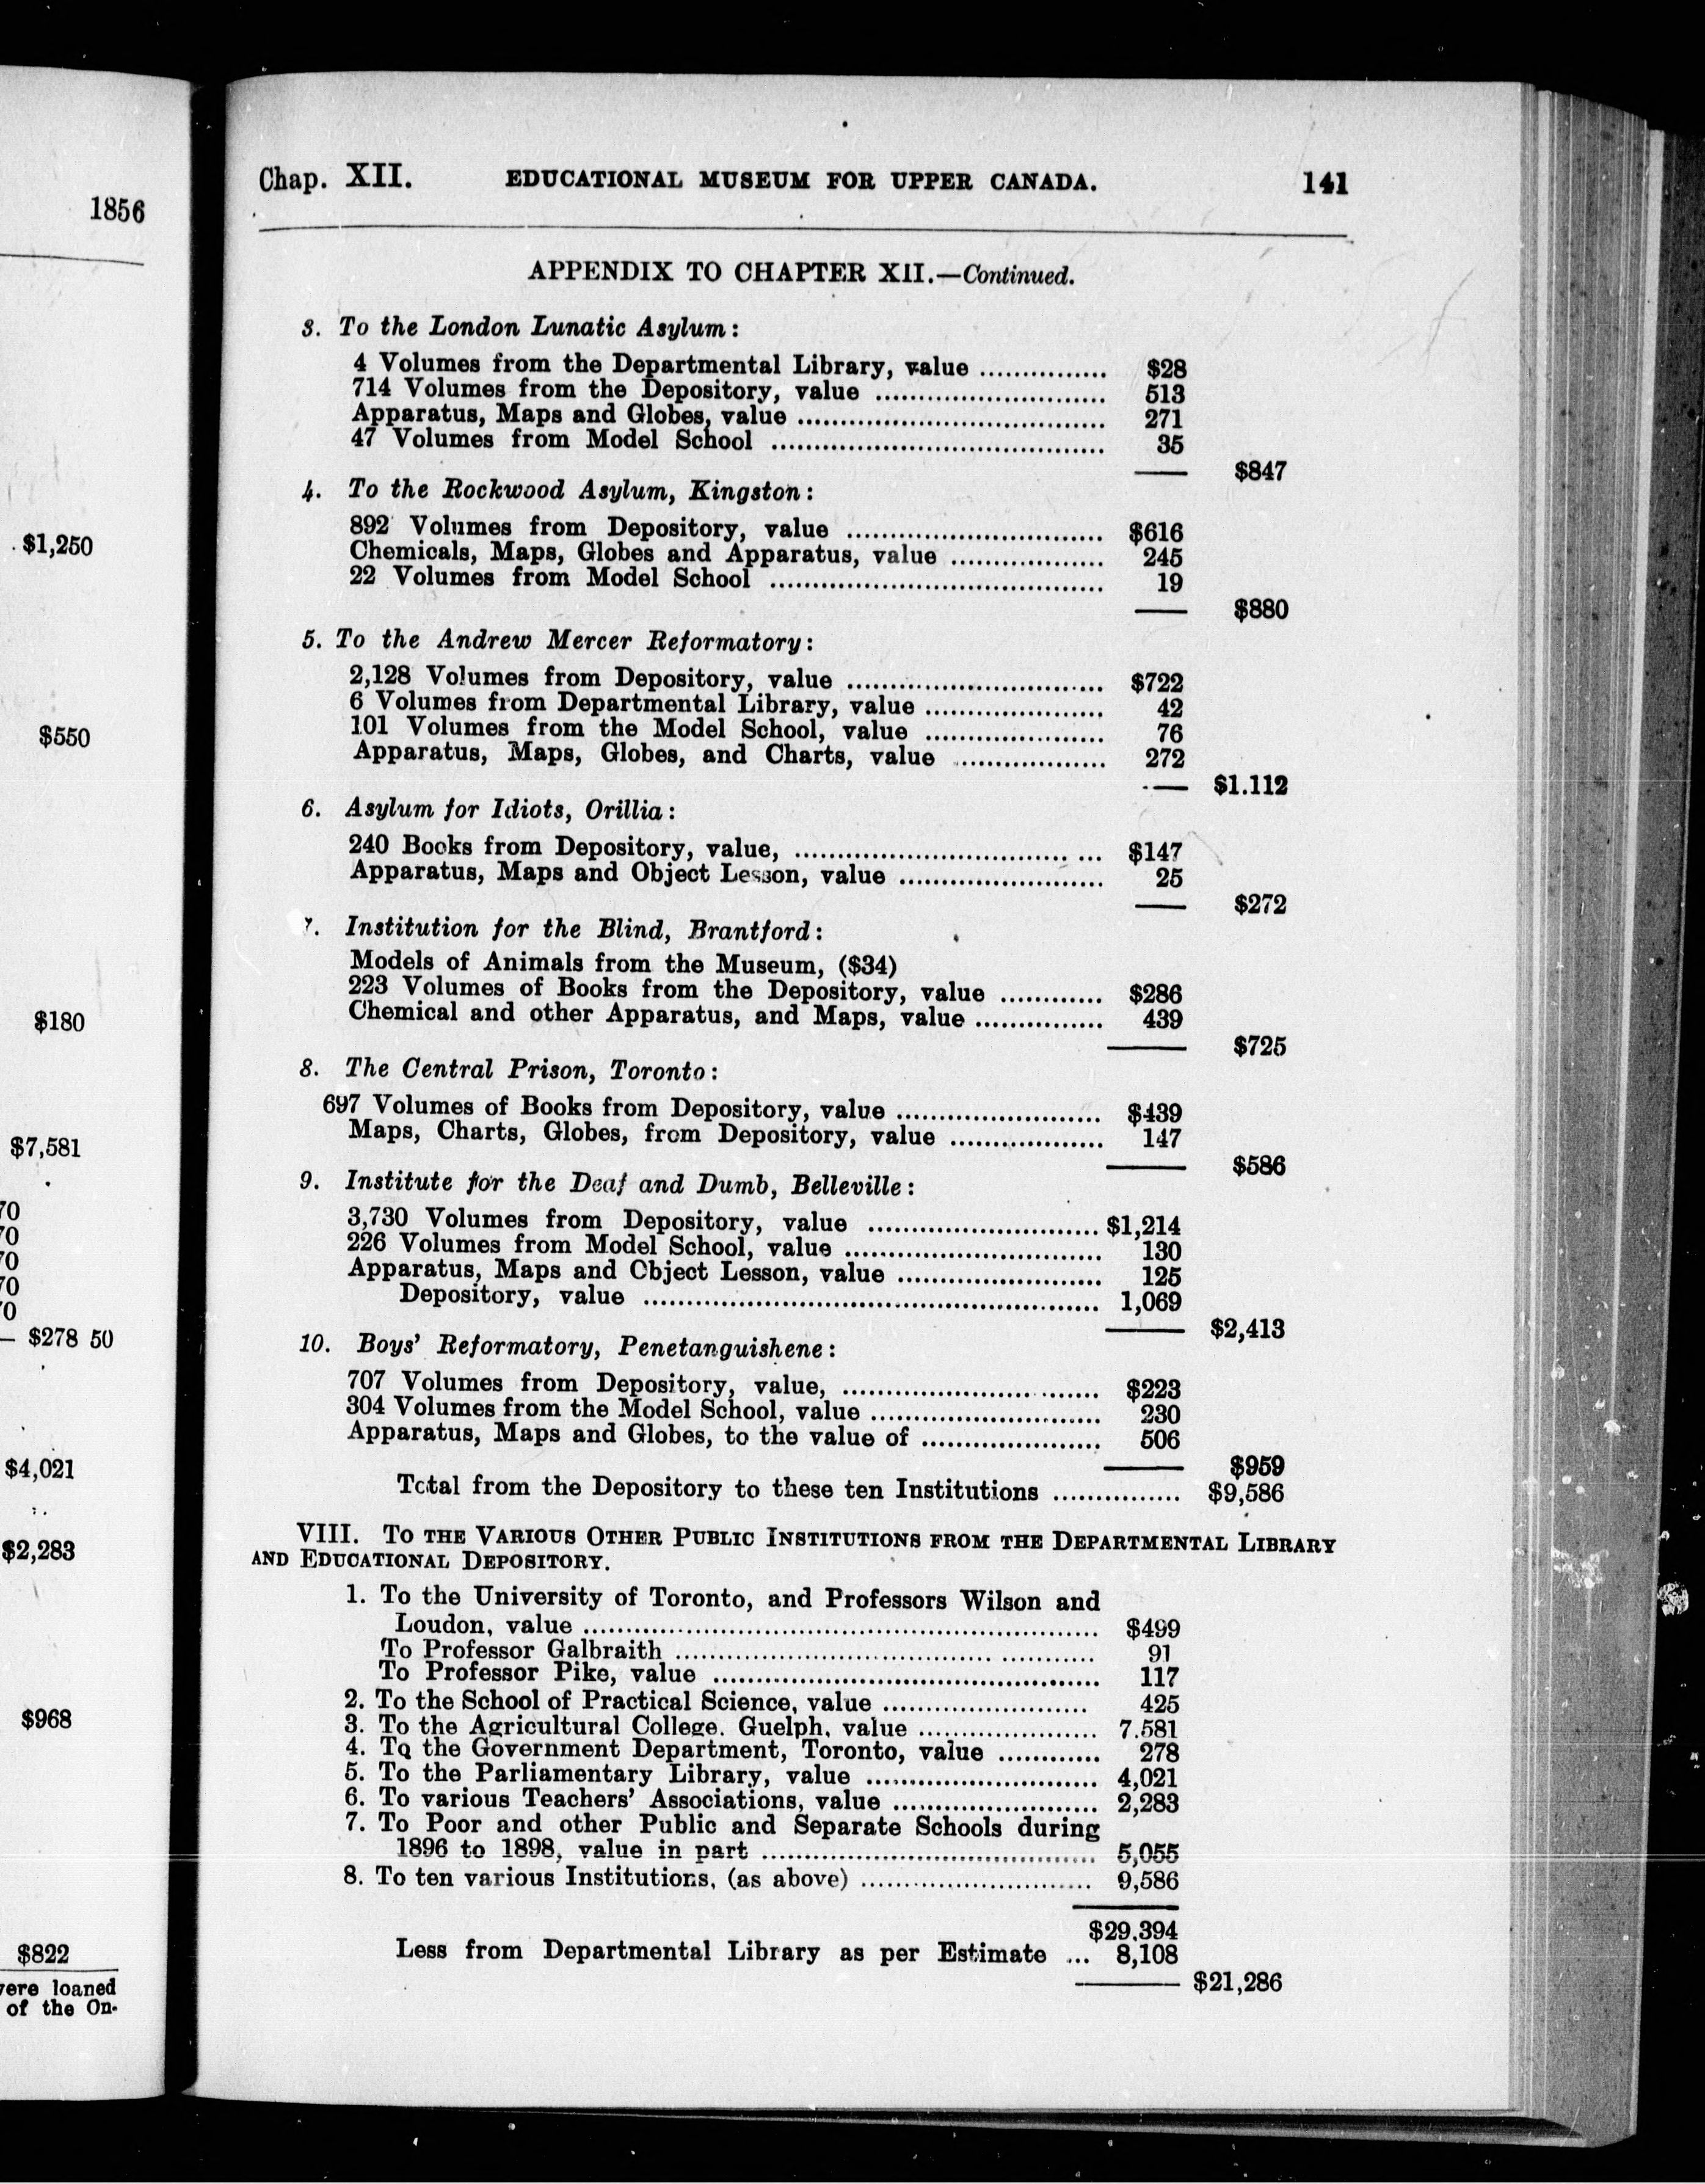 1856
$1,250
$550
$180
$7,581
70
70
70
70
70
— $278 50
$4,021
$2,283
$968
$822
were loaned
of the On-
Chap. XII. EDUCATIONAL MUSEUM FOR UPPER CANADA. 141
APPENDIX TO CHAPTER XII.—Continued.
3. To the London Lunatic Asylum:
4 Volumes from the Departmental Library, value ............... $28
714 Volumes from the Depository, value ............................ 513
Apparatus, Maps and Globes, value ..................................... 271
47 Volumes from Model School ........................................ 35
—— $847
4. To the Rockwood Asylum, Kingston:
892 Volumes from Depository, value ............................... $616
Chemicals, Maps, Globes and Apparatus, value ................... 245
22 Volumes from Model School ........................................ 19
—— $880
5. To the Andrew Mercer Reformatory:
2,128 Volumes from Depository, value ............................... $722
6 Volumes from Departmental Library, value ...................... 42
101 Volumes from the Model School, value ...................... 76
Apparatus, Maps, Globes, and Charts, value .................. 272
—— $1.112
6. Asylum for Idiots, Orillia:
240 Books from Depository, value, ..................................... $147
Apparatus, Maps and Object Lesson, value ......................... 25
—— $272
7. Institution for the Blind, Brantford:
Models of Animals from the Museum, ($34)
223 Volumes of Books from the Depository, value ............ $286
Chemical and other Apparatus, and Maps, value ................ 439
—— $725
8. The Central Prison, Toronto:
697 Volumes of Books from Depository, value ......................... $439
Maps, Charts, Globes, from Depository, value ................... 147
—— $586
9. Institute for the Deaf and Dumb, Belleville:
3,730 Volumes from Depository, value ............................ $1,214
226 Volumes from Model School, value ............................... 130
Apparatus, Maps and Object Lesson, value ......................... 125
Depository, value ....................................................... 1,069
—— $2,413
10. Boys' Reformatory, Penetanguishene:
707 Volumes from Depository, value, ............................... $223
304 Volumes from the Model School, value ............................ 230
Apparatus, Maps and Globes, to the value of ...................... 506
—— $959
Total from the Depository to these ten Institutions ............... $9,586
VIII. TO THE VARIOUS OTHER PUBLIC INSTITUTIONS FROM THE DEPARTMENTAL LIBRARY
AND EDUCATIONAL DEPOSITORY.
1. To the University of Toronto, and Professors Wilson and
Loudon, value .............................................................. $499
To Professor Galbraith .................................................. 91
To Professor Pike, value ............................................... 117
2. To the School of Practical Science, value ......................... 425
3. To the Agricultural College. Guelph, value ...................... 7.581
4. To the Government Department, Toronto, value ............ 278
5. To the Parliamentary Library, value ............................ 4,021
6. To various Teachers' Associations, value ......................... 2,283
7. To Poor and other Public and Separate Schools during
1896 to 1898, value in part ......................................... 5,055
8. To ten various Institutions, (as above) ............................ 9,586
$29.394
Less from Departmental Library as per Estimate ... 8,108
—— $21,286